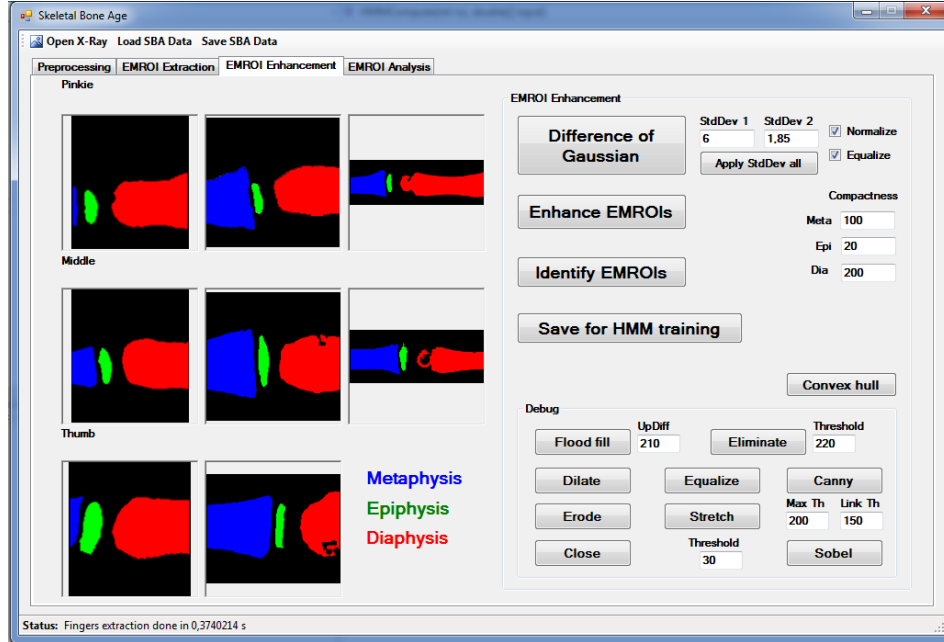 Skeletal Bone Age
Open X-Ray Load SBA Data Save SBA Data
Preprocessing EMROI Extraction EMROI Enhancement EMROI Analysis
Pinkie
Middle
Thumb
Metaphysis
Epiphysis
Diaphysis
EMROI Enhancement
Difference of
Gaussian
StdDev 1 StdDev 2
6 1,85
Apply StdDev all
Normalize
Equalize
Enhance EMROIs
Compactness
Meta 100
Epi 20
Dia 200
Identify EMROIs
Save for HMM training
Convex hull
Debug
Flood fill
UpDiff
210
Eliminate
Threshold
220
Dilate Equalize Canny
Erode Stretch
Max Th Link Th
200 150
Close
Threshold
30
Sobel
Status: Fingers extraction done in 0,3740214 s